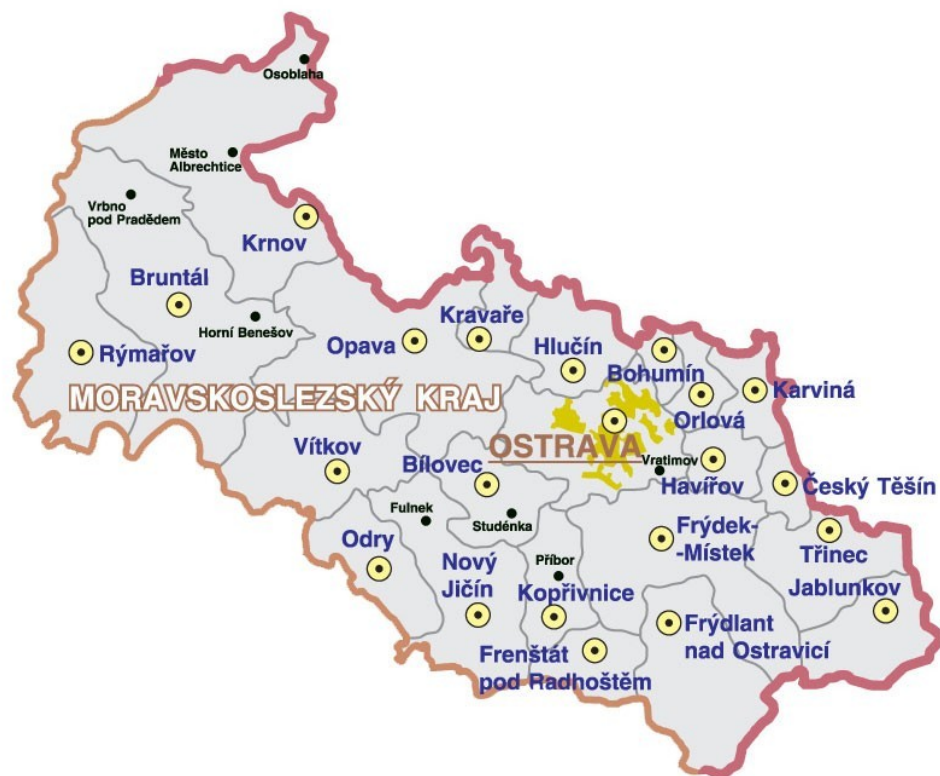 Osoblaha
Město
Albrechtice
Vrbno
pod Pradědem
Krnov
Bruntál
Horní Benešov
Kravaře
Opava
Hlučín
Rýmařov
Bohumín
Karviná
MORAVSKOSLEZSKÝ KRAJ
Orlová
OSTRAVA
Vítkov
Bílovec
Vratimov
Havířov
Český Těšín
Fulnek
Studénka
Frýdek-
-Místek
Odry
Třinec
Nový
Jičín
Příbor
Kopřivnice
Jablunkov
Frýdlant
nad Ostravicí
Frenštát
pod Radhoštěm